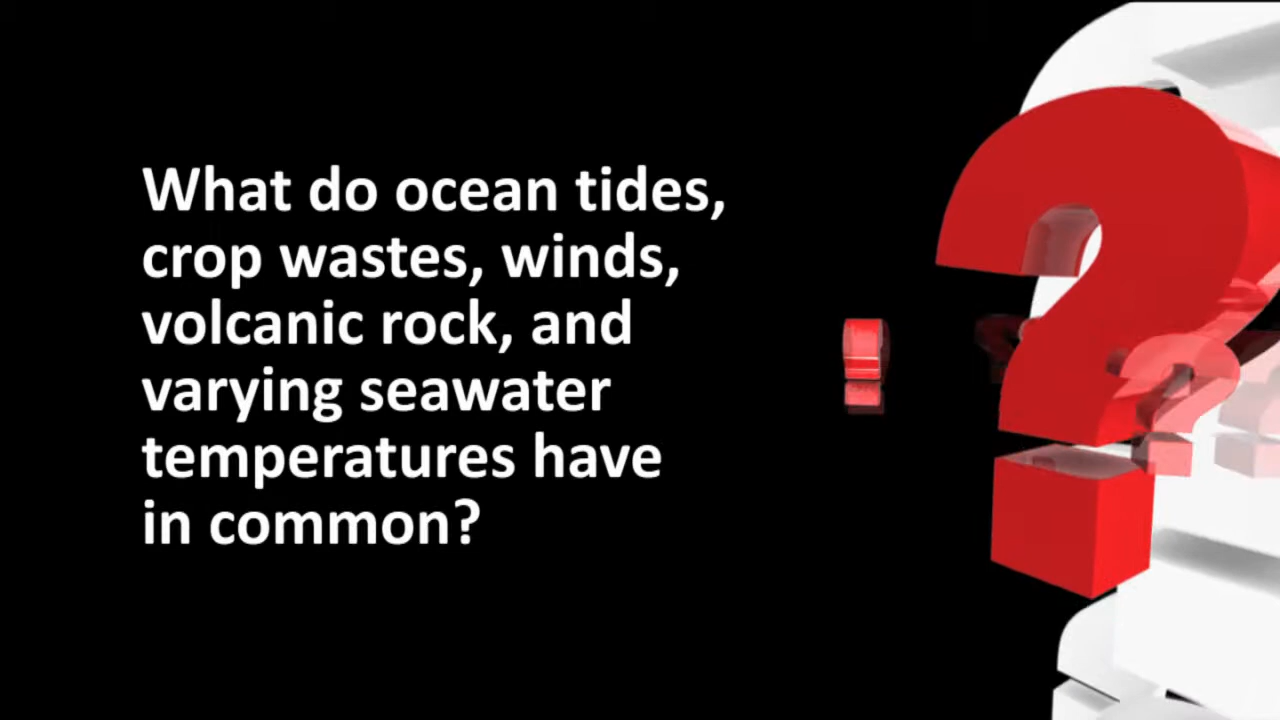 What do ocean tides,
crop wastes, winds,
volcanic rock, and
varying seawater
temperatures have
in common?